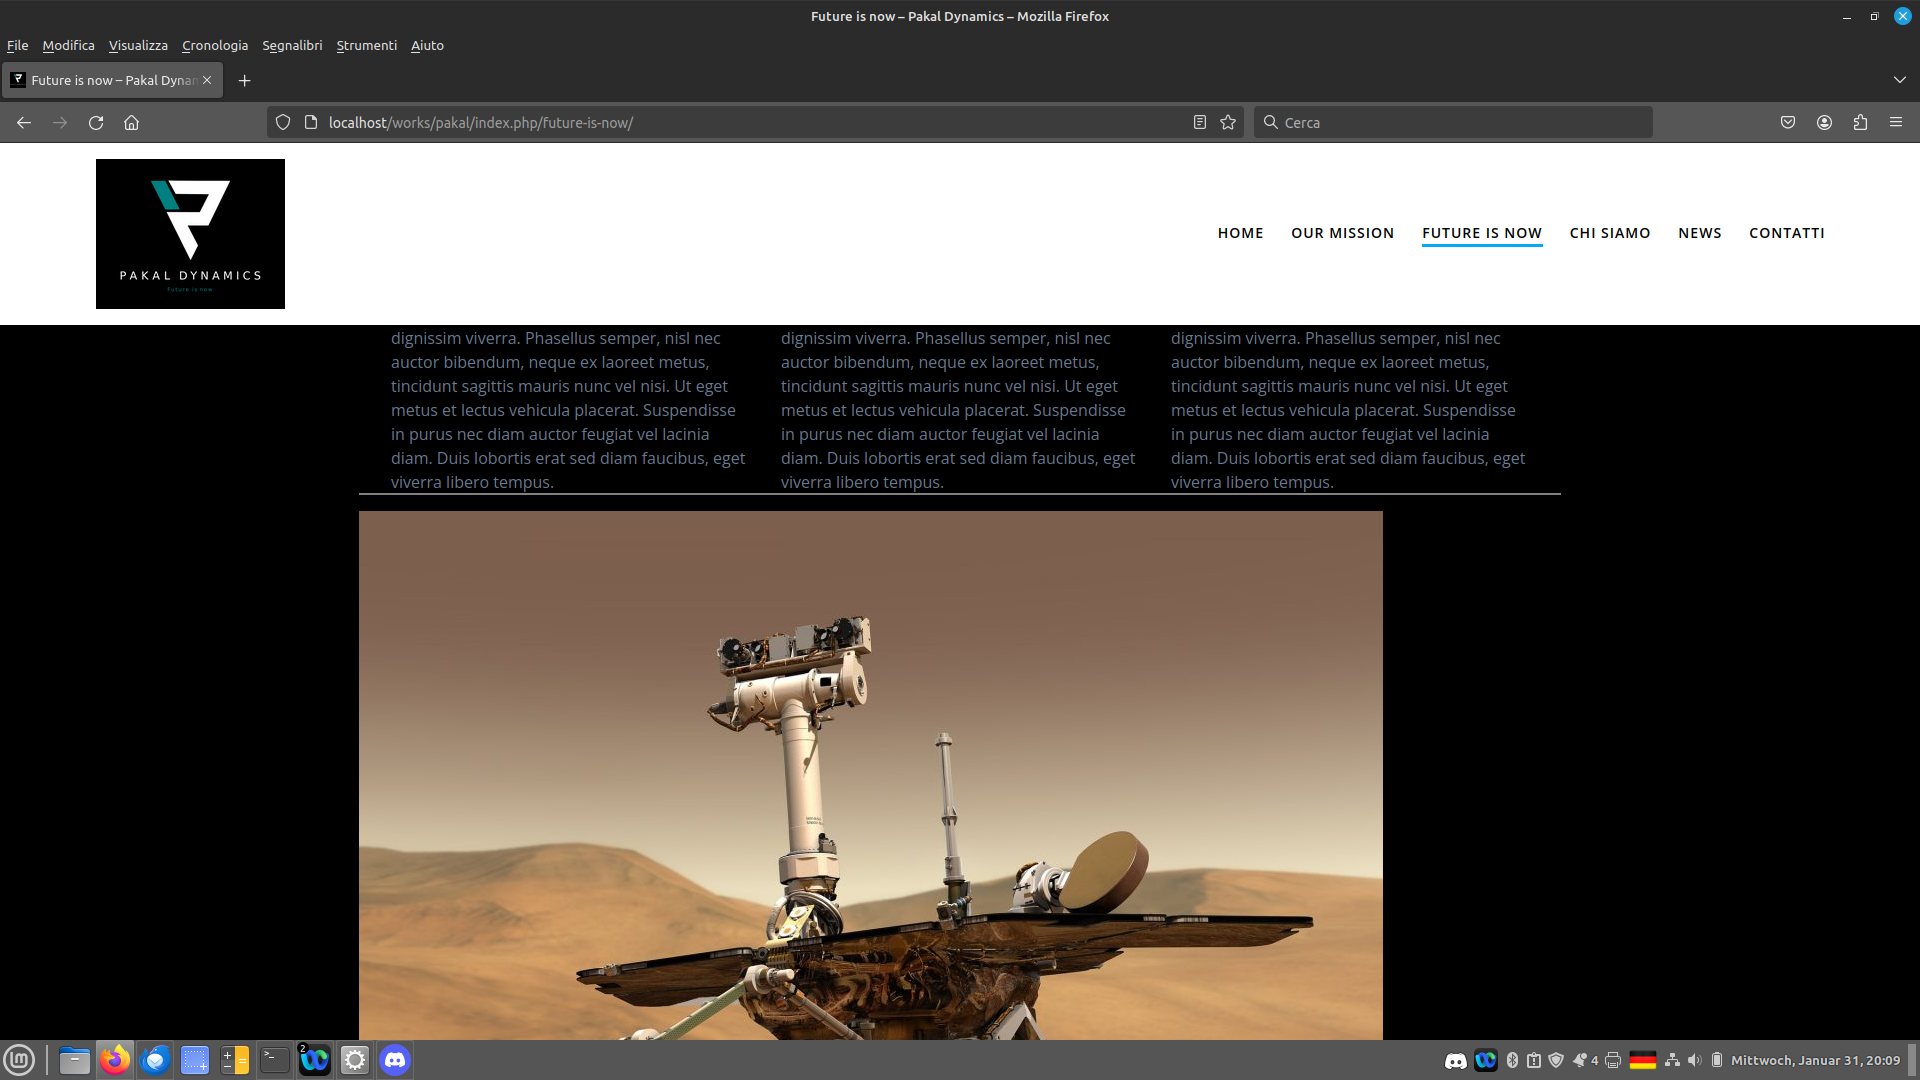 Future is now – Pakal Dynamics – Mozilla Firefox
File Modifica Visualizza Cronologia Segnalibri Strumenti Aiuto
Future is now – Pakal Dynan
localhost/works/pakal/index.php/future-is-now/
Cerca
PAKAL DYNAMICS
Future is now
HOME OUR MISSION FUTURE IS NOW CHI SIAMO NEWS CONTATTI
dignissim viverra. Phasellus semper, nisl nec
auctor bibendum, neque ex laoreet metus,
tincidunt sagittis mauris nunc vel nisi. Ut eget
metus et lectus vehicula placerat. Suspendisse
in purus nec diam auctor feugiat vel lacinia
diam. Duis lobortis erat sed diam faucibus, eget
viverra libero tempus.
dignissim viverra. Phasellus semper, nisl nec
auctor bibendum, neque ex laoreet metus,
tincidunt sagittis mauris nunc vel nisi. Ut eget
metus et lectus vehicula placerat. Suspendisse
in purus nec diam auctor feugiat vel lacinia
diam. Duis lobortis erat sed diam faucibus, eget
viverra libero tempus.
dignissim viverra. Phasellus semper, nisl nec
auctor bibendum, neque ex laoreet metus,
tincidunt sagittis mauris nunc vel nisi. Ut eget
metus et lectus vehicula placerat. Suspendisse
in purus nec diam auctor feugiat vel lacinia
diam. Duis lobortis erat sed diam faucibus, eget
viverra libero tempus.
2
4
Mittwoch, Januar 31, 20:09